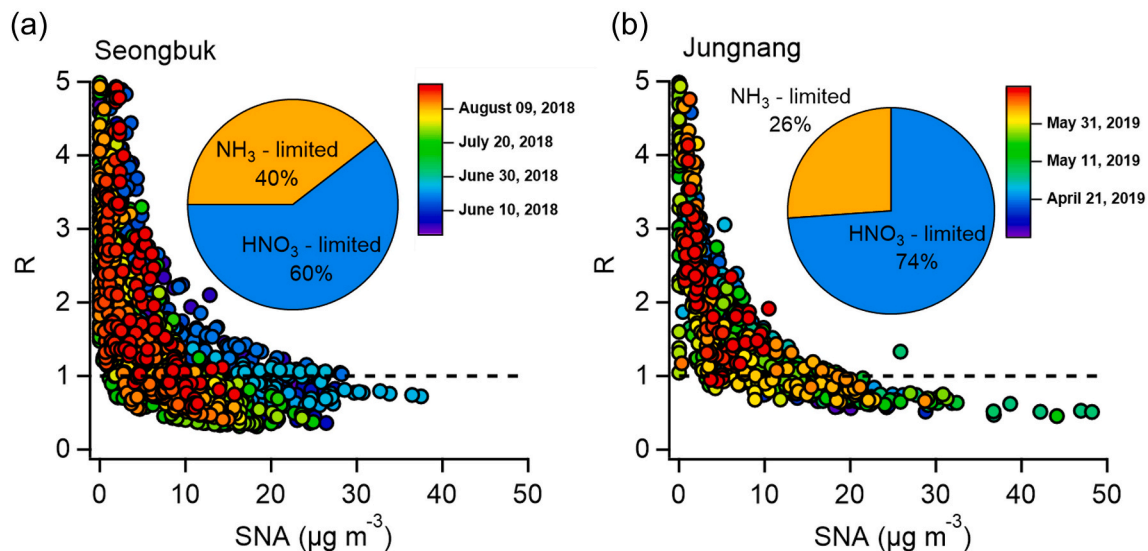 (a)
Seongbuk
5
4
3
2
1
0
R
0
10
20
30
40
50
SNA (µg m⁻³)
NH₃ - limited
40%
HNO₃ - limited
60%
August 09, 2018
July 20, 2018
June 30, 2018
June 10, 2018
(b)
Jungnang
5
4
3
2
1
0
R
0
10
20
30
40
50
SNA (µg m⁻³)
NH₃ - limited
26%
HNO₃ - limited
74%
May 31, 2019
May 11, 2019
April 21, 2019